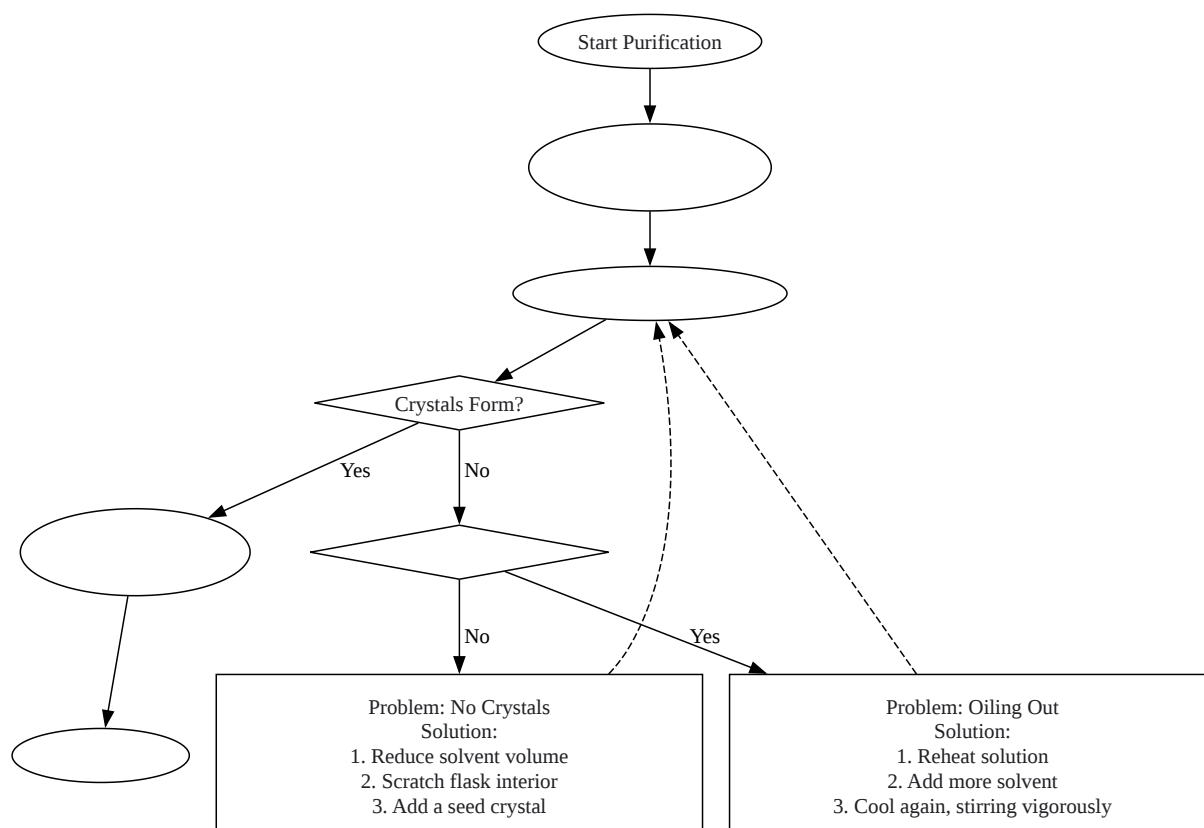 Start Purification
Crystals Form?
Yes
No
No
Yes
Problem: No Crystals
Solution:
1. Reduce solvent volume
2. Scratch flask interior
3. Add a seed crystal
Problem: Oiling Out
Solution:
1. Reheat solution
2. Add more solvent
3. Cool again, stirring vigorously